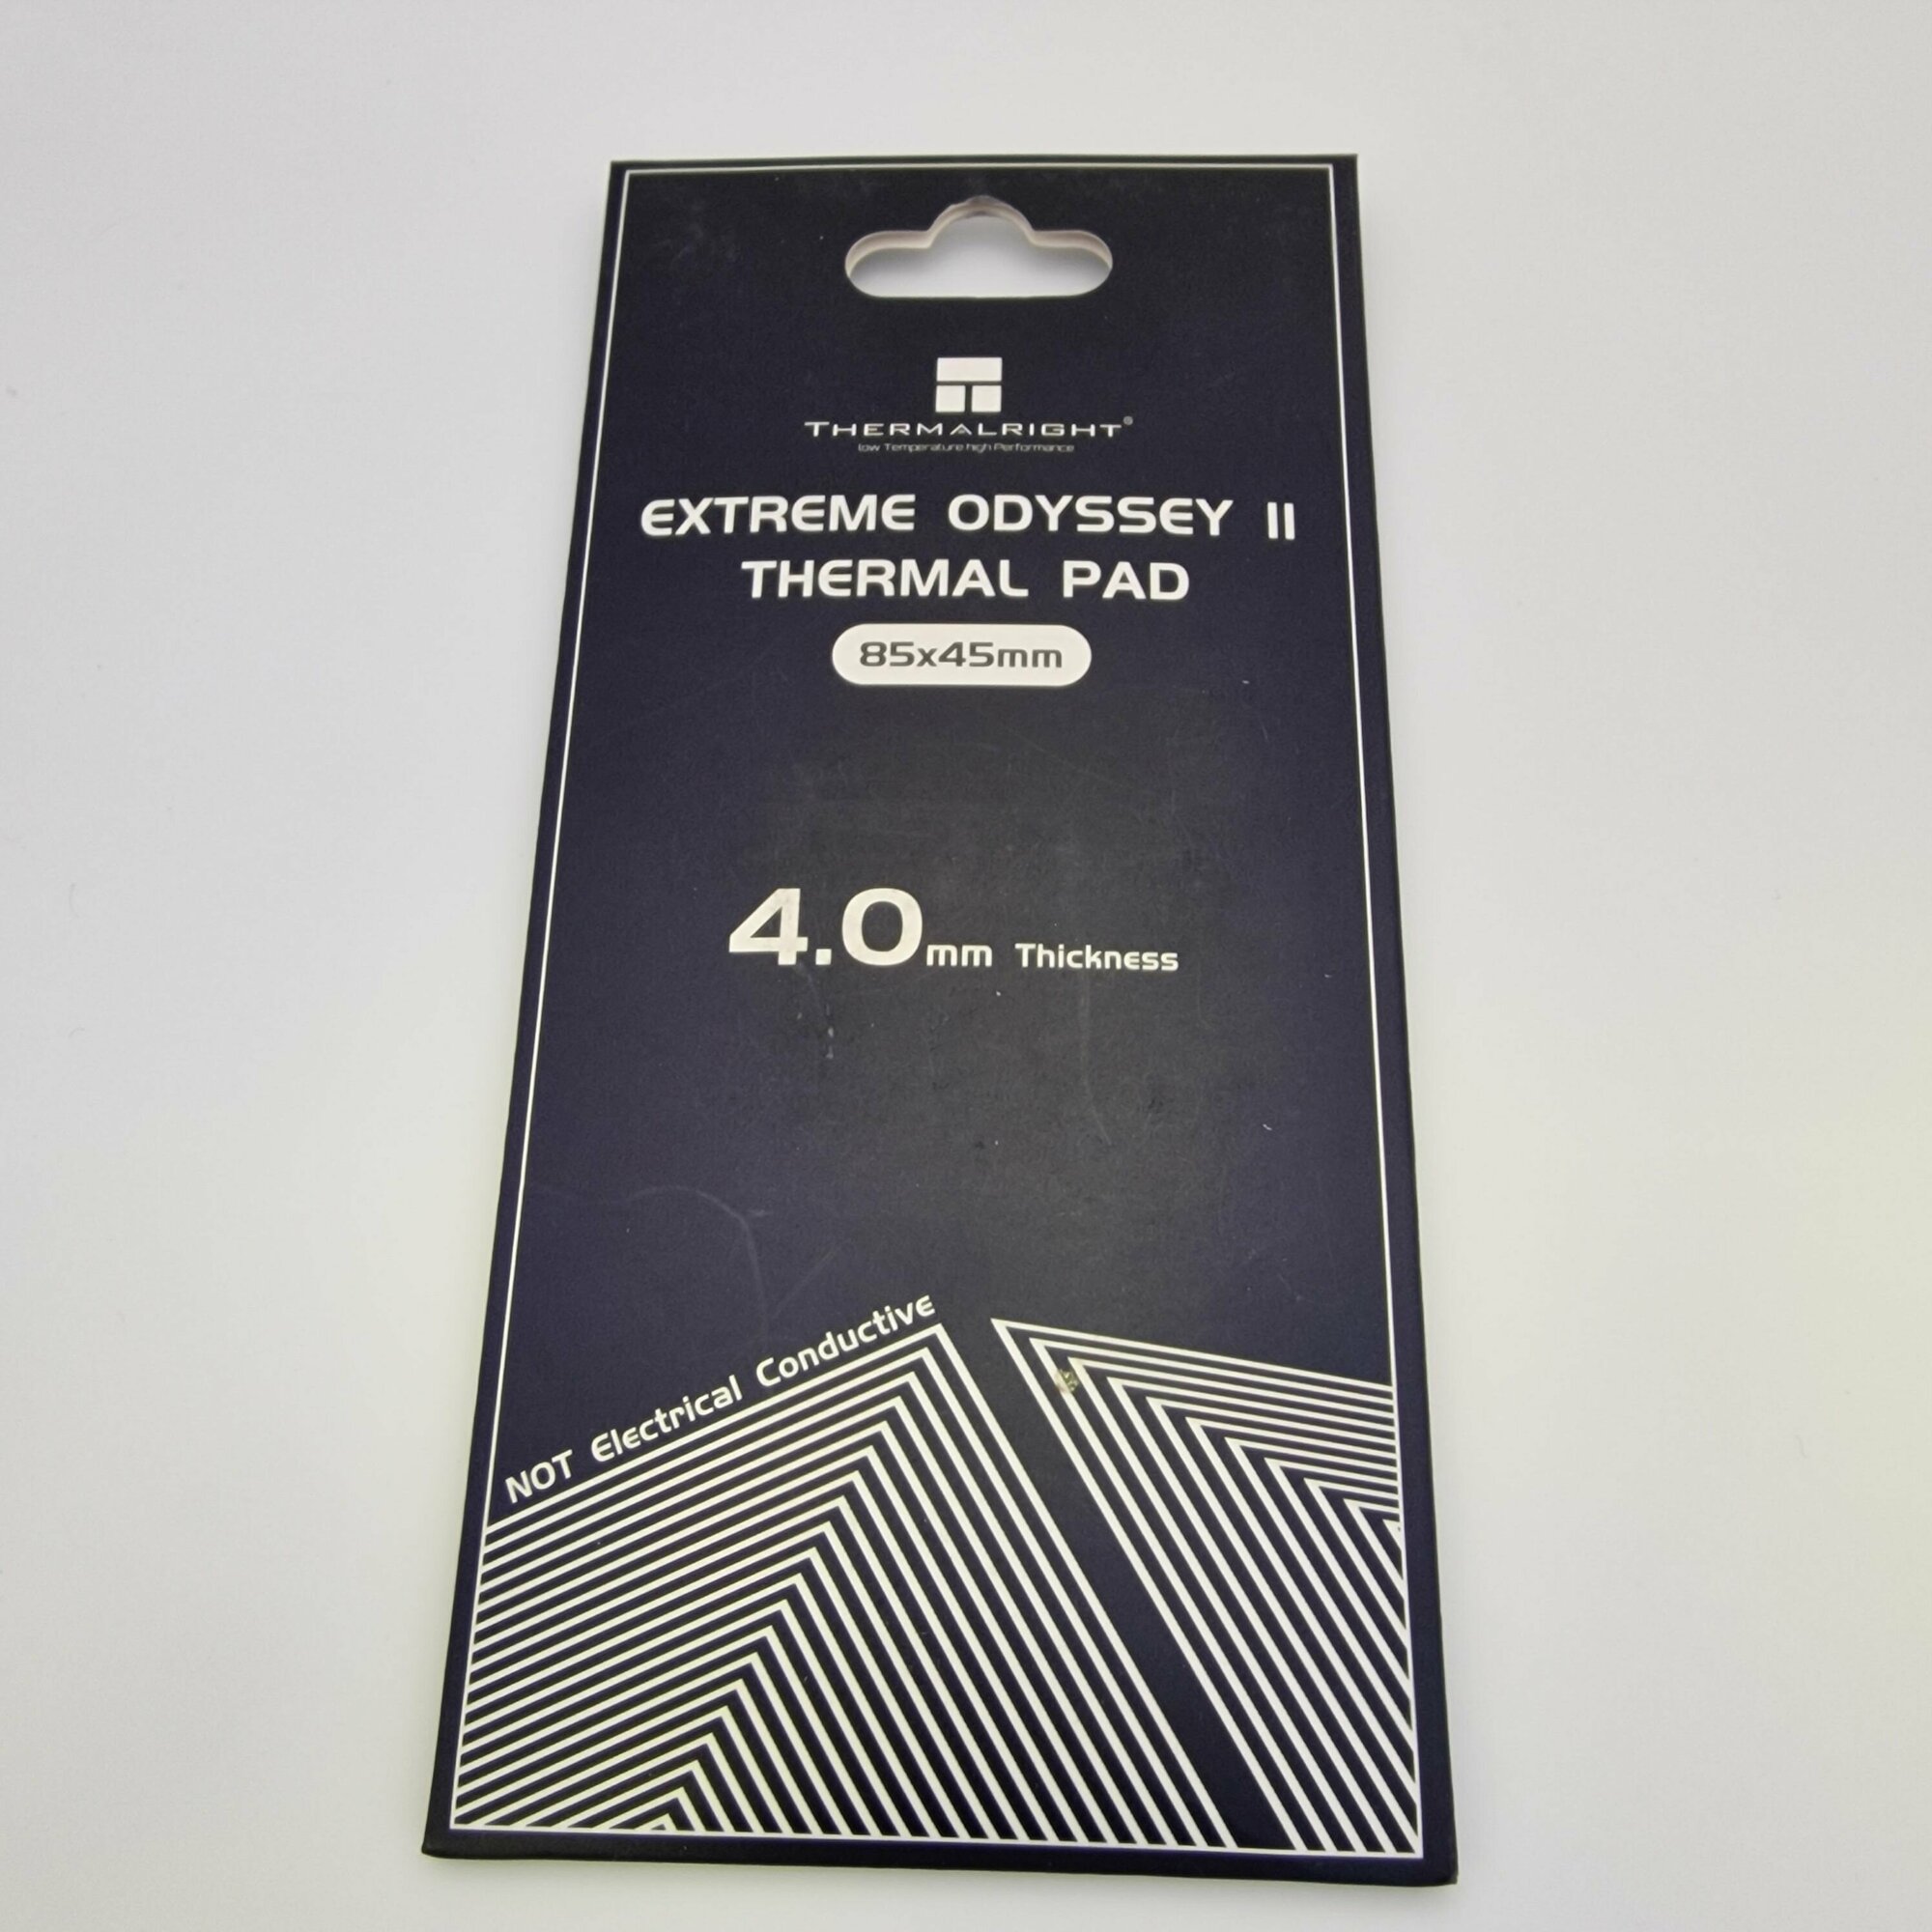 THERMALRIGHT®
low Temperature high Performance
EXTREME ODYSSEY II
THERMAL PAD
85x45mm
4.0mm Thickness
NOT Electrical Conductive